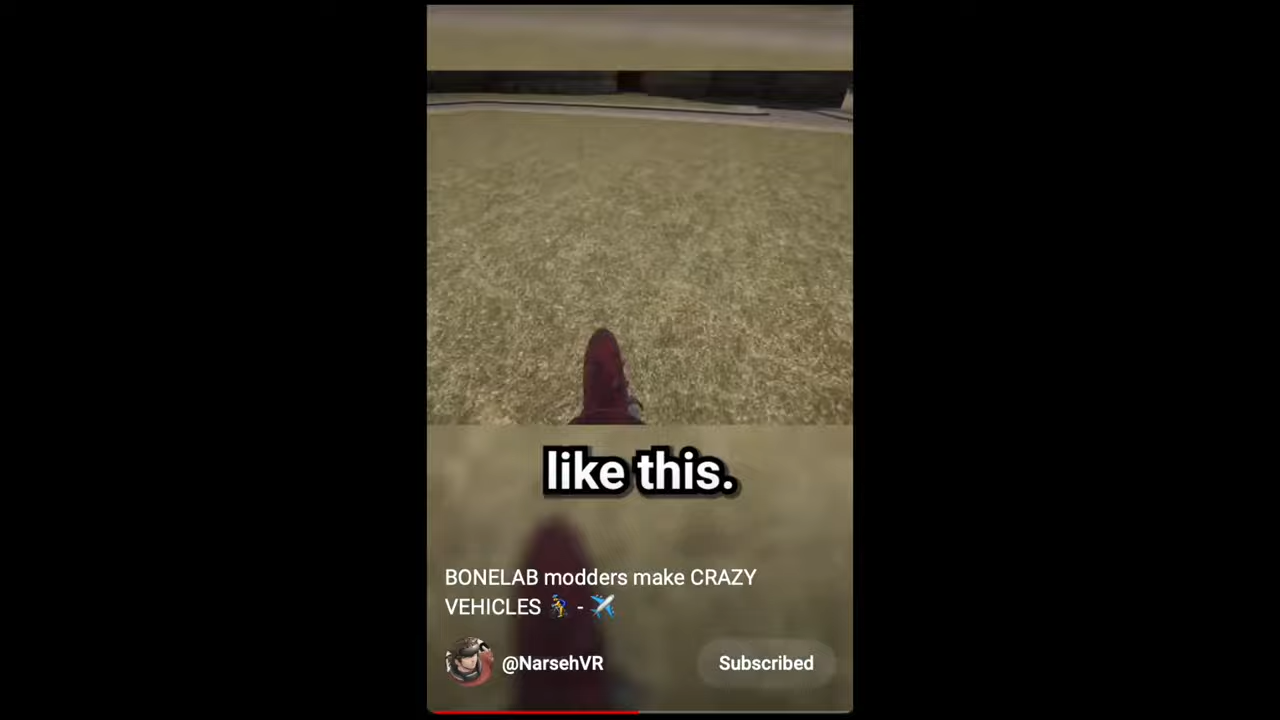 like this.
BONELAB modders make CRAZY
VEHICLES 🚴 - ✈️
@NarsehVR
Subscribed